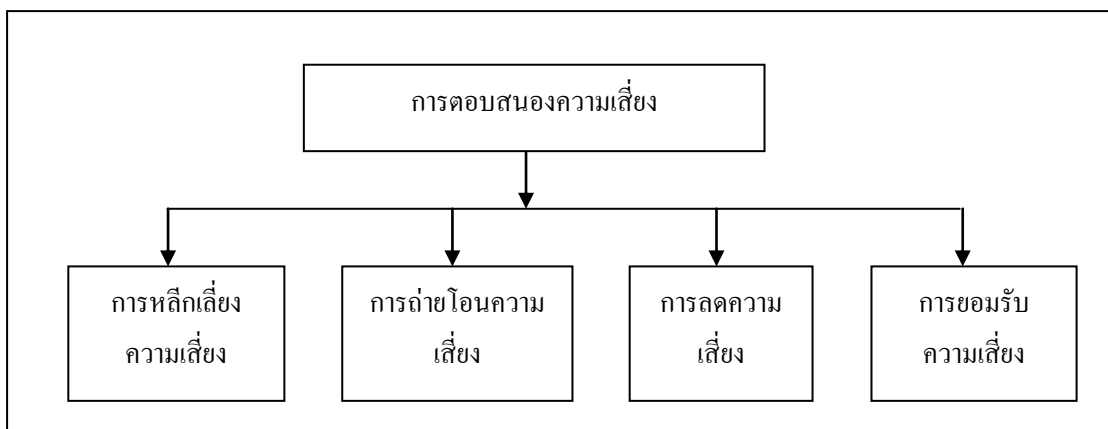 การตอบสนองความเสี่ยง
การหลีกเลี่ยง
ความเสี่ยง
การถ่ายโอนความ
เสี่ยง
การลดความ
เสี่ยง
การยอมรับ
ความเสี่ยง